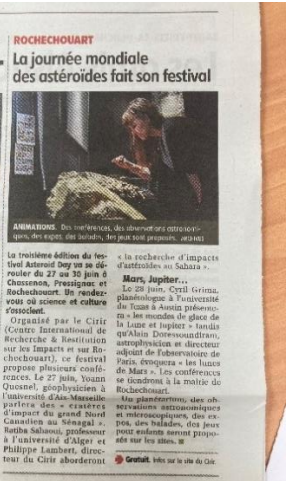 ROCHECHOUART
La journée mondiale
des astéroïdes fait son festival
ANIMATIONS. Des conférences, des observations astronomi-
ques, des expos, des balades, des jeux sont proposés.
La troisième édition du fes-
tival Asteroid Day va se dé-
rouler du 27 au 30 juin à
Chassenon, Pressignac et
Rochechouart. Un rendez-
vous où science et culture
s'associent.
Organisé par le Cirir
(Centre International de
Recherche & Restitution
sur les Impacts et sur Ro-
chechouart), ce festival
propose plusieurs confé-
rences. Le 27 juin, Yoann
Quesnel, géophysicien à
l'université d'Aix-Marseille
parlera des « cratères
d'impact du grand Nord
Canadien au Sénégal ».
Ratiba Sahaoui, professeur
à l'université d'Alger et
Philippe Lambert, direc-
teur du Cirir aborderont
« la recherche d'impacts
d'astéroïdes au Sahara ».
Mars, Jupiter...
Le 28 juin, Cyril Grima,
planétologue à l'université
du Texas à Austin présente-
ra « les mondes de glace de
la Lune et Jupiter » tandis
qu'Alain Doressoundiram,
astrophysicien et directeur
adjoint de l'observatoire de
Paris, évoquera « les lunes
de Mars ». Les conférences
se tiendront à la mairie de
Rochechouart.
Un planétarium, des ob-
servations astronomiques
et microscopiques, des ex-
pos, des balades, des jeux
pour enfants seront propo-
sés sur les sites.
Gratuit. Infos sur le site du Cirir.